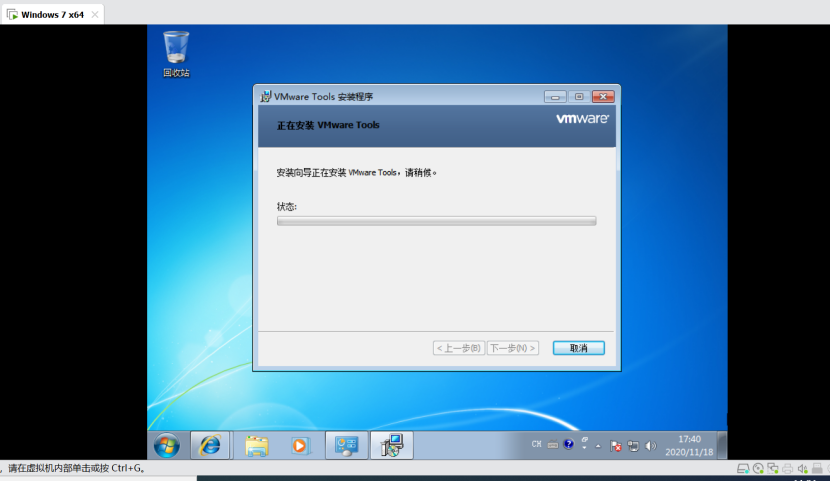 Windows 7 x64
回收站
VMware Tools 安装程序
正在安装 VMware Tools
vmware
安装向导正在安装 VMware Tools，请稍候。
状态:
< 上一步(B)
下一步(N) >
取消
CH
17:40
2020/11/18
，请在虚拟机内部单击或按 Ctrl+G。